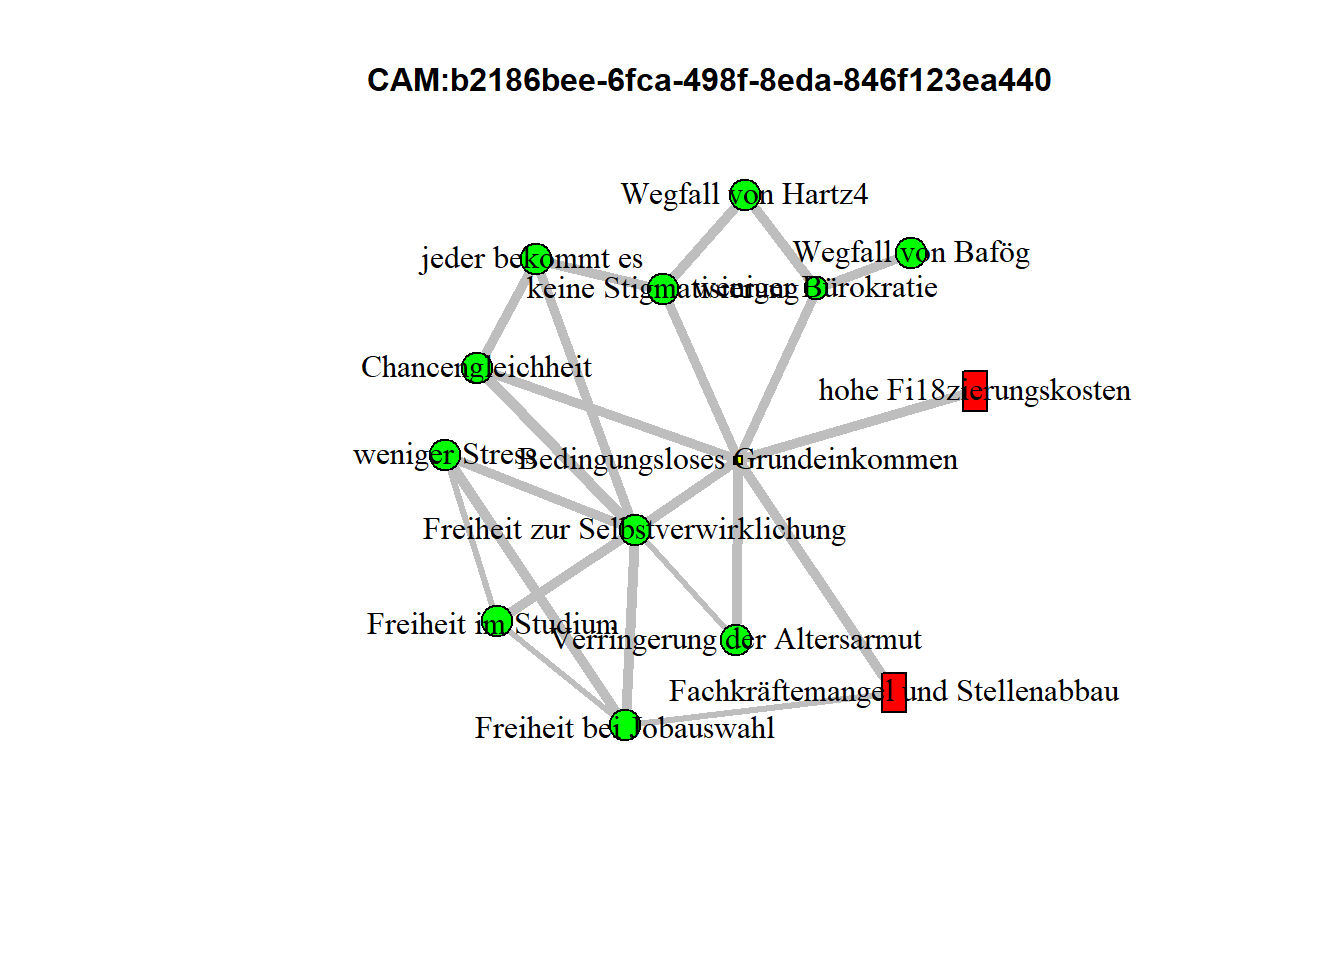 CAM:b2186bee-6fca-498f-8eda-846f123ea440
Wegfall von Hartz4
Wegfall von Bafög
jeder bekommt es
keine Stigmatisierung
weniger Bürokratie
Chancengleichheit
hohe Fi18zierungskosten
weniger Stress
Bedingungsloses Grundeinkommen
Freiheit zur Selbstverwirklichung
Freiheit im Studium
Verringerung der Altersarmut
Fachkräftemangel und Stellenabbau
Freiheit bei Jobauswahl